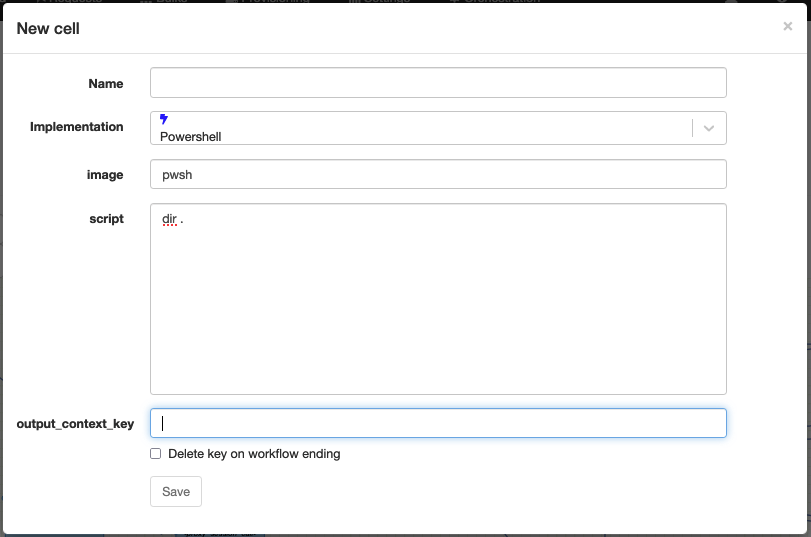 New cell
×
Name
Implementation
Powershell
image
pwsh
script
dir .
output_context_key
Delete key on workflow ending
Save